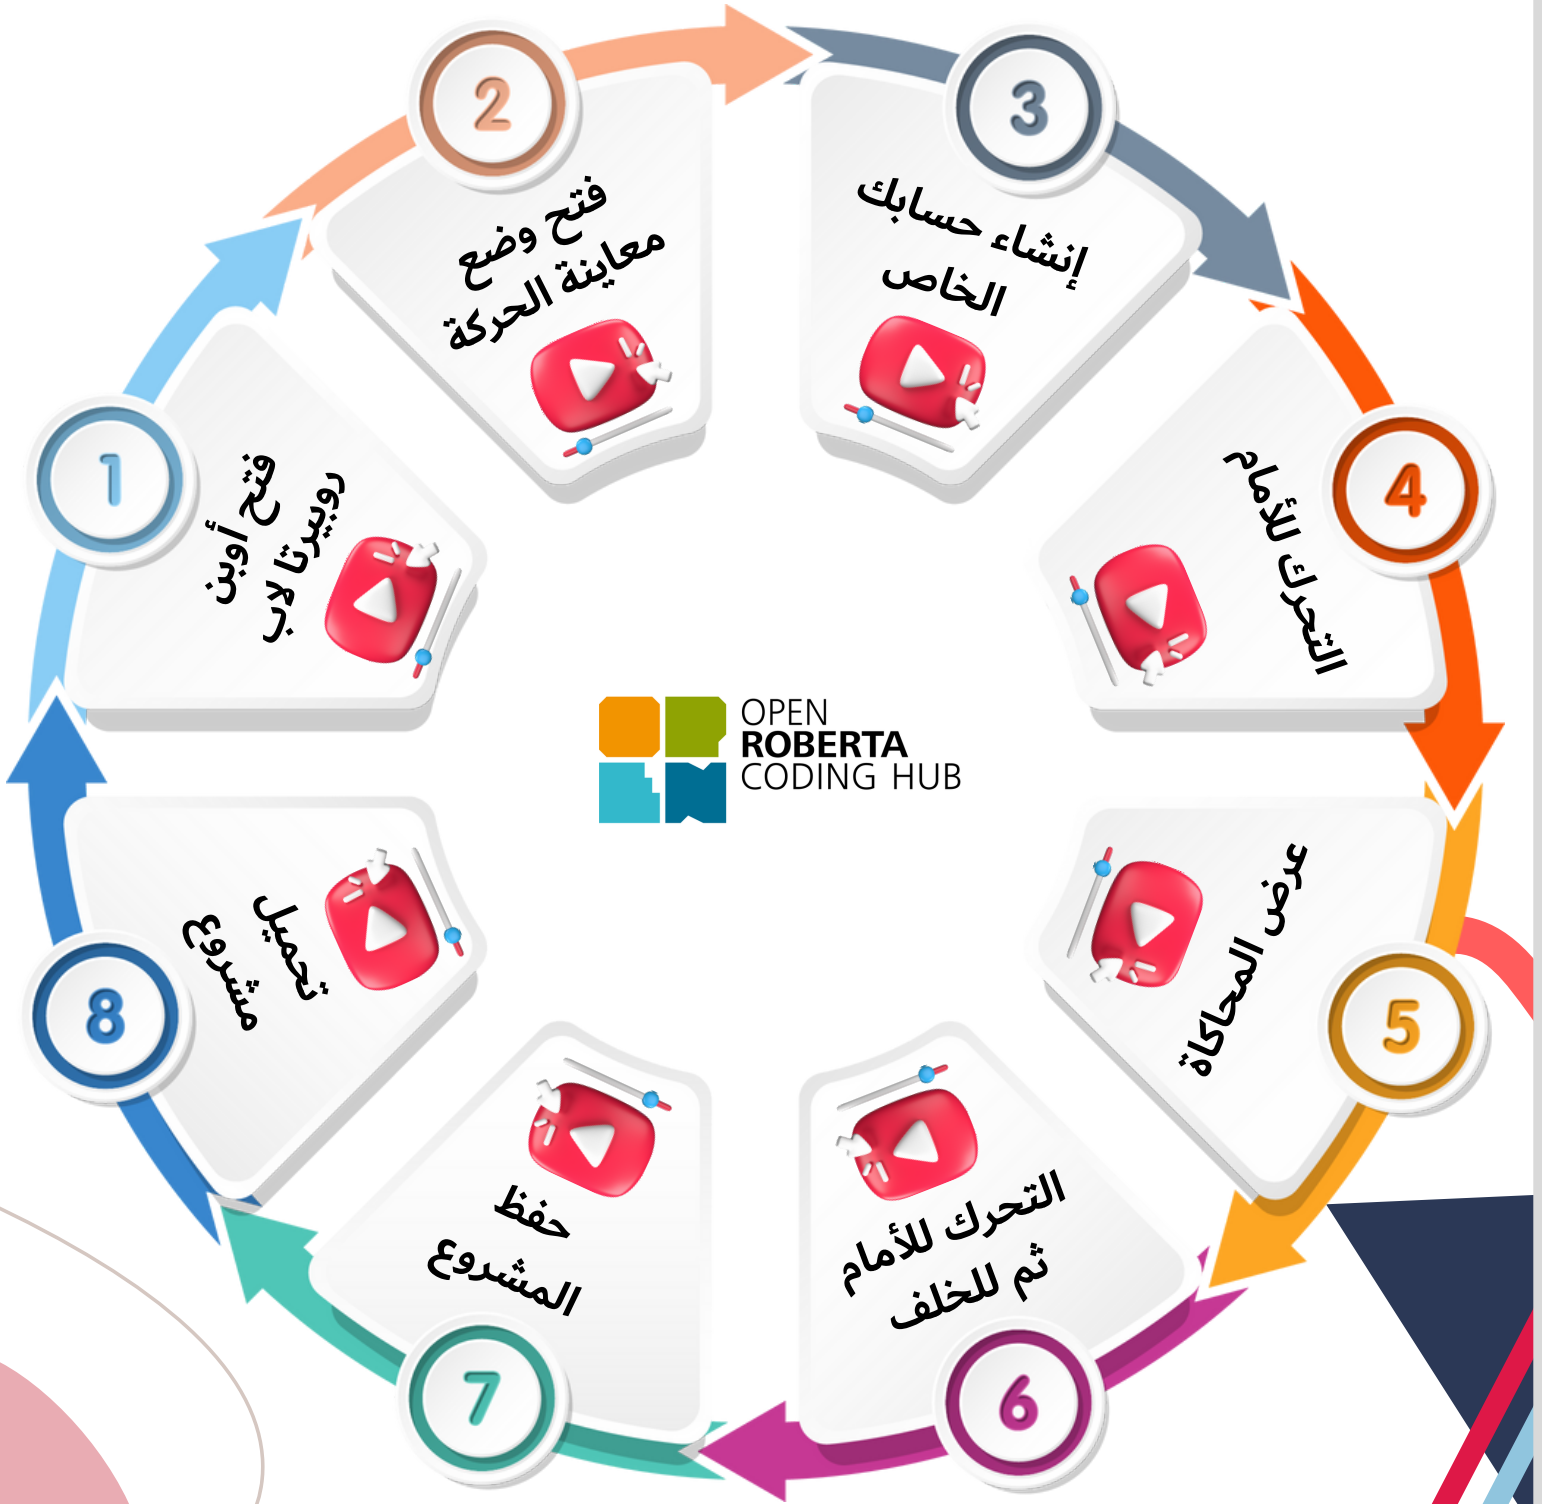 1
فتح أوبن
روبيرتا لاب
2
فتح وضع
معاينة الحركة
3
إنشاء حسابك
الخاص
4
التحرك للأمام
5
عرض المحاكاة
6
التحرك للأمام
ثم للخلف
7
حفظ
المشروع
8
تحميل
مشروع
OPEN
ROBERTA
CODING HUB